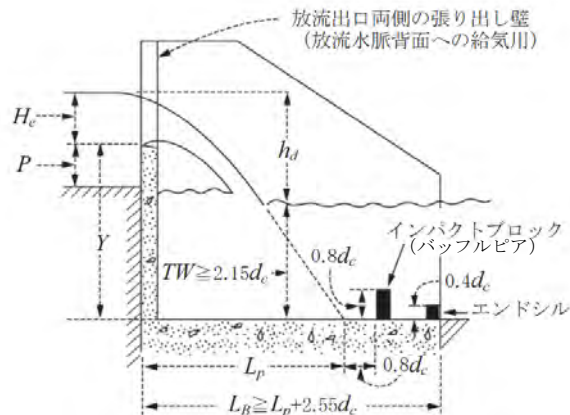 放流出口両側の張り出し壁
(放流水脈背面への給気用)
H_e
P
Y
h_d
TW≧2.15d_c
0.8d_c
インパクトブロック
(バッフルピア)
0.4d_c
エンドシル
L_p
0.8d_c
L_B≧L_p+2.55d_c